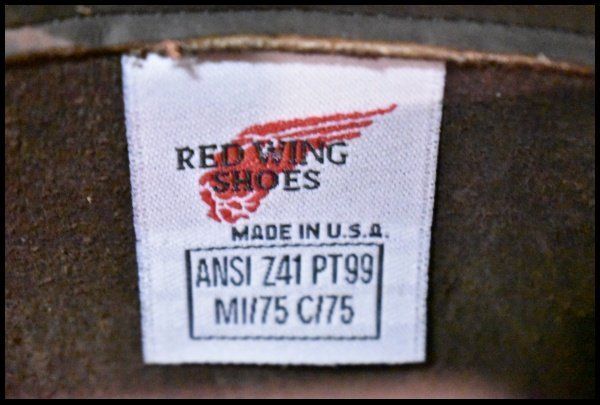 RED WING
SHOES
MADE IN U.S.A.
ANSI Z41 PT99
MI/75 C/75